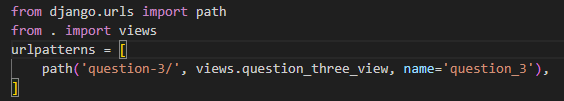 from django.urls import path
from . import views
urlpatterns = [
    path('question-3/', views.question_three_view, name='question_3'),
]